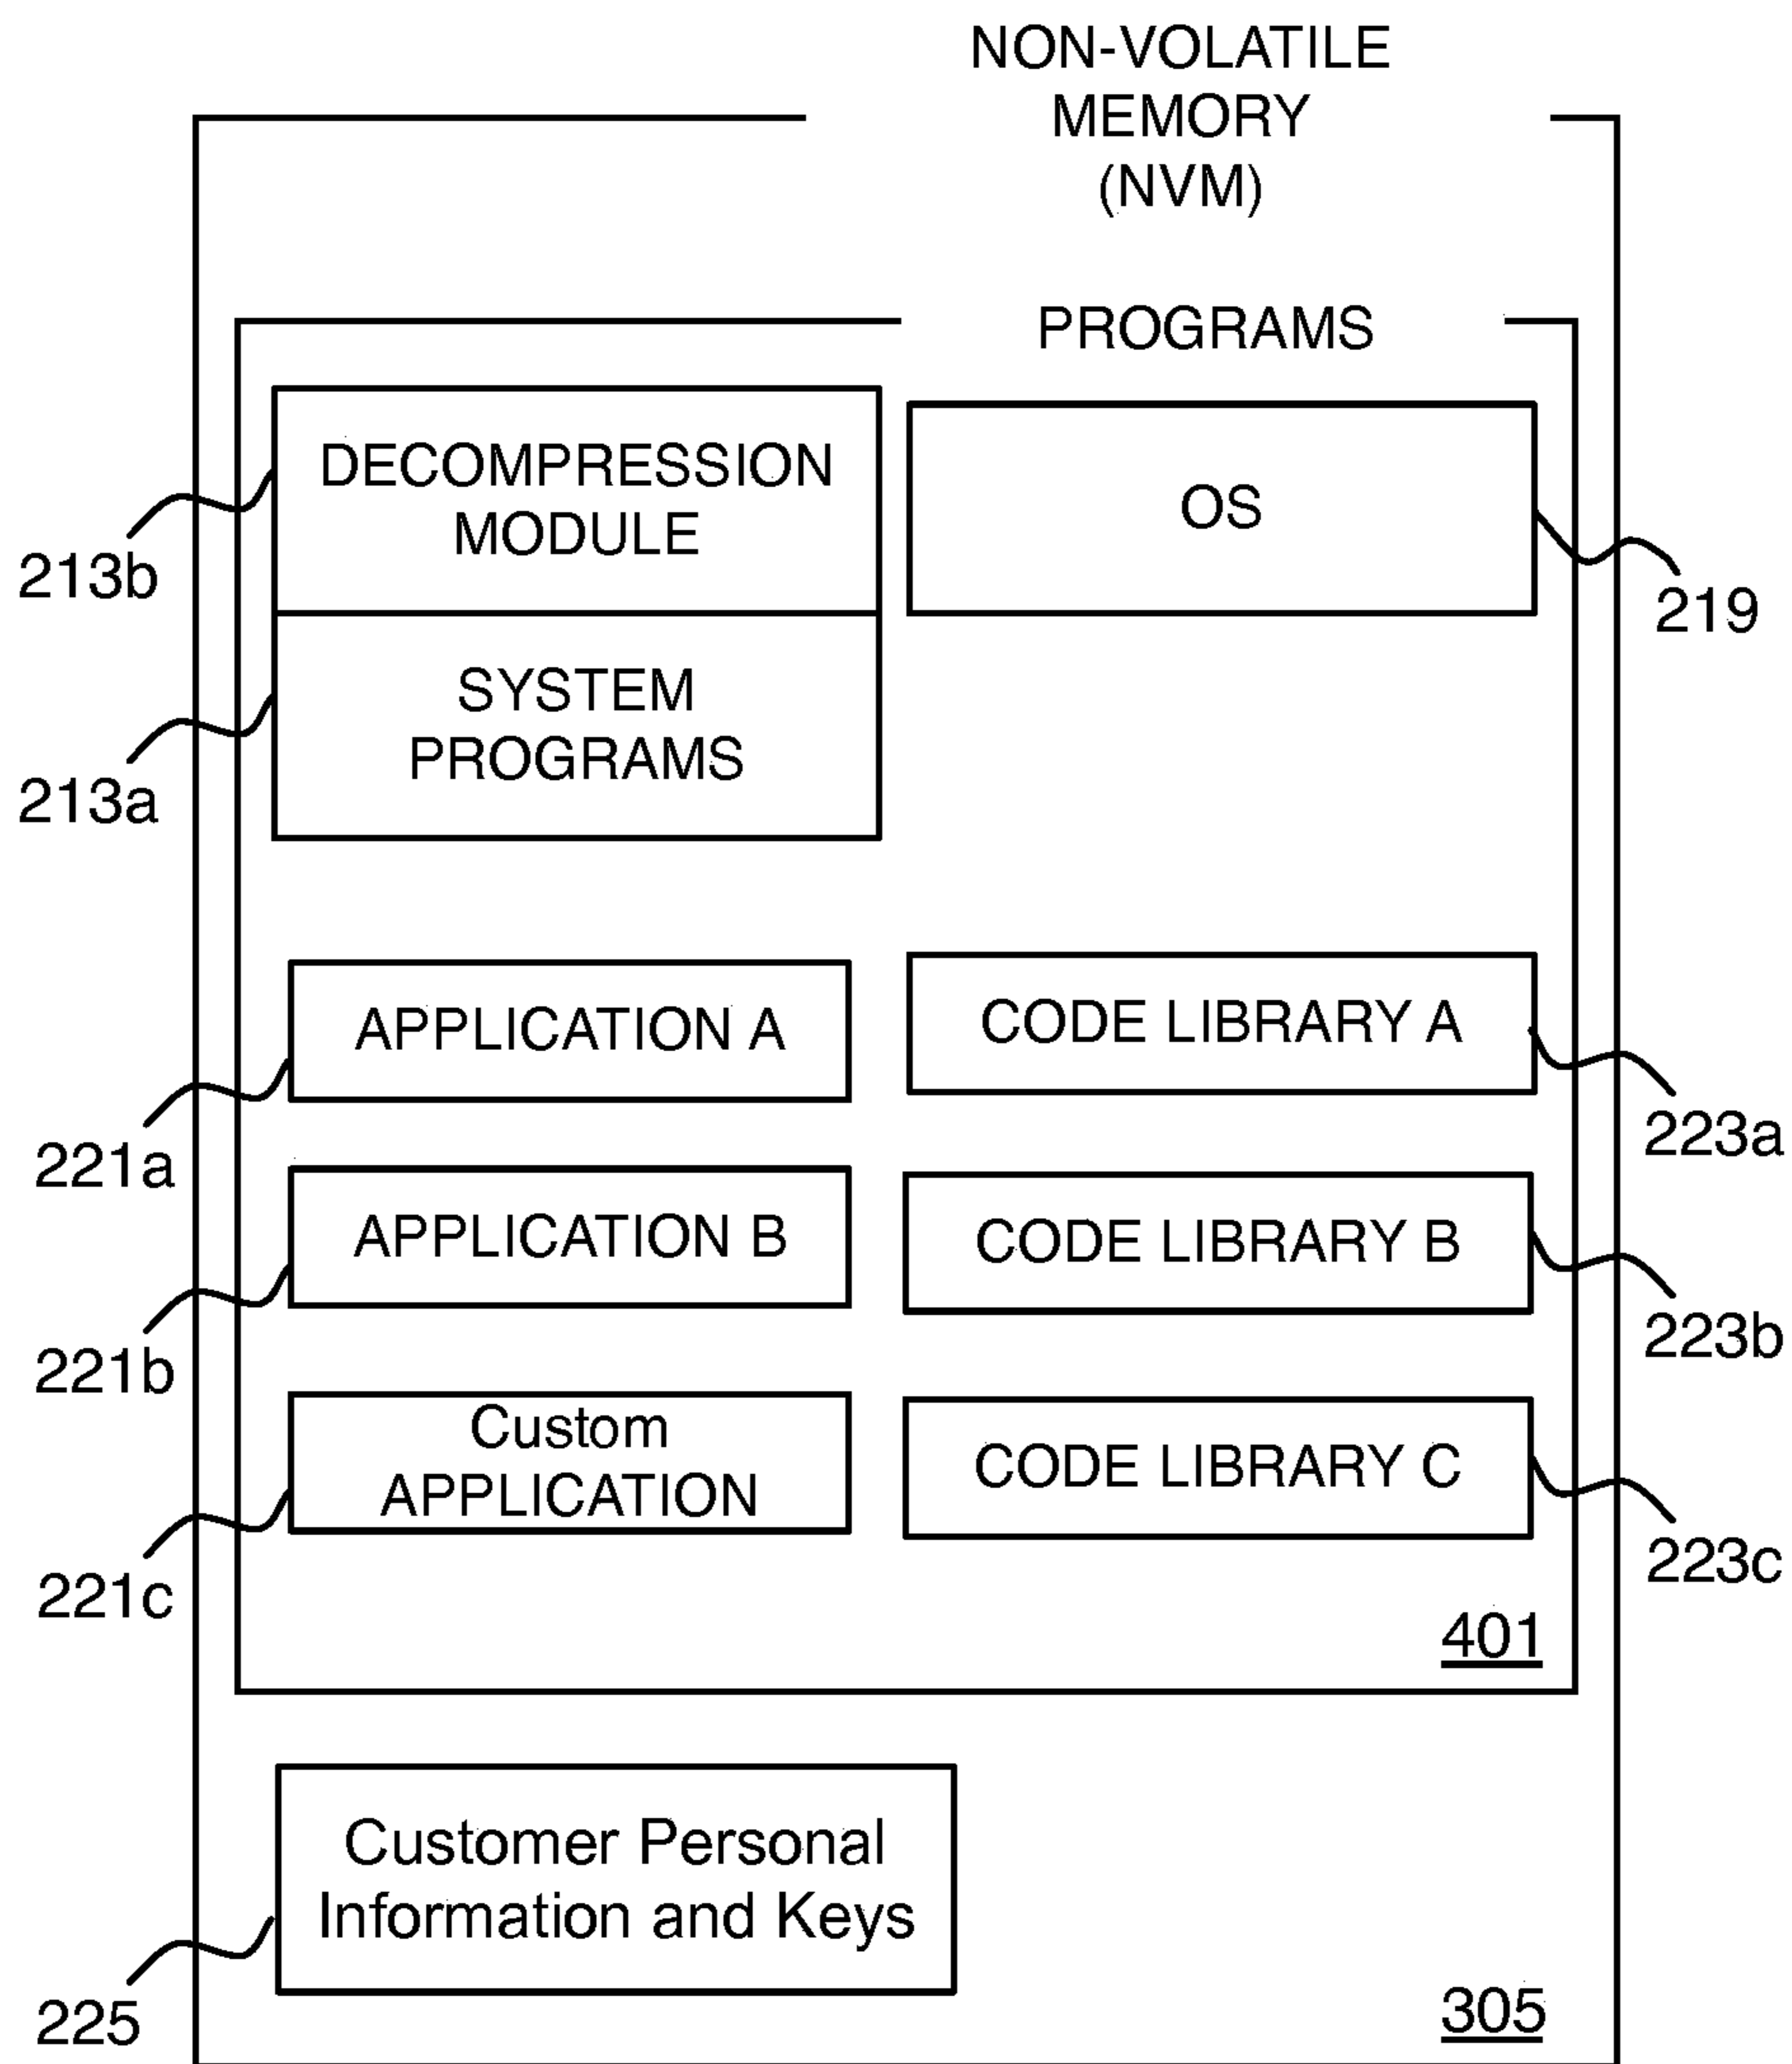 NON-VOLATILE
MEMORY
(NVM)
PROGRAMS
DECOMPRESSION
MODULE
OS
213b
219
SYSTEM
PROGRAMS
213a
APPLICATION A
CODE LIBRARY A
221a
223a
APPLICATION B
CODE LIBRARY B
221b
223b
Custom
APPLICATION
CODE LIBRARY C
221c
223c
401
Customer Personal
Information and Keys
225
305